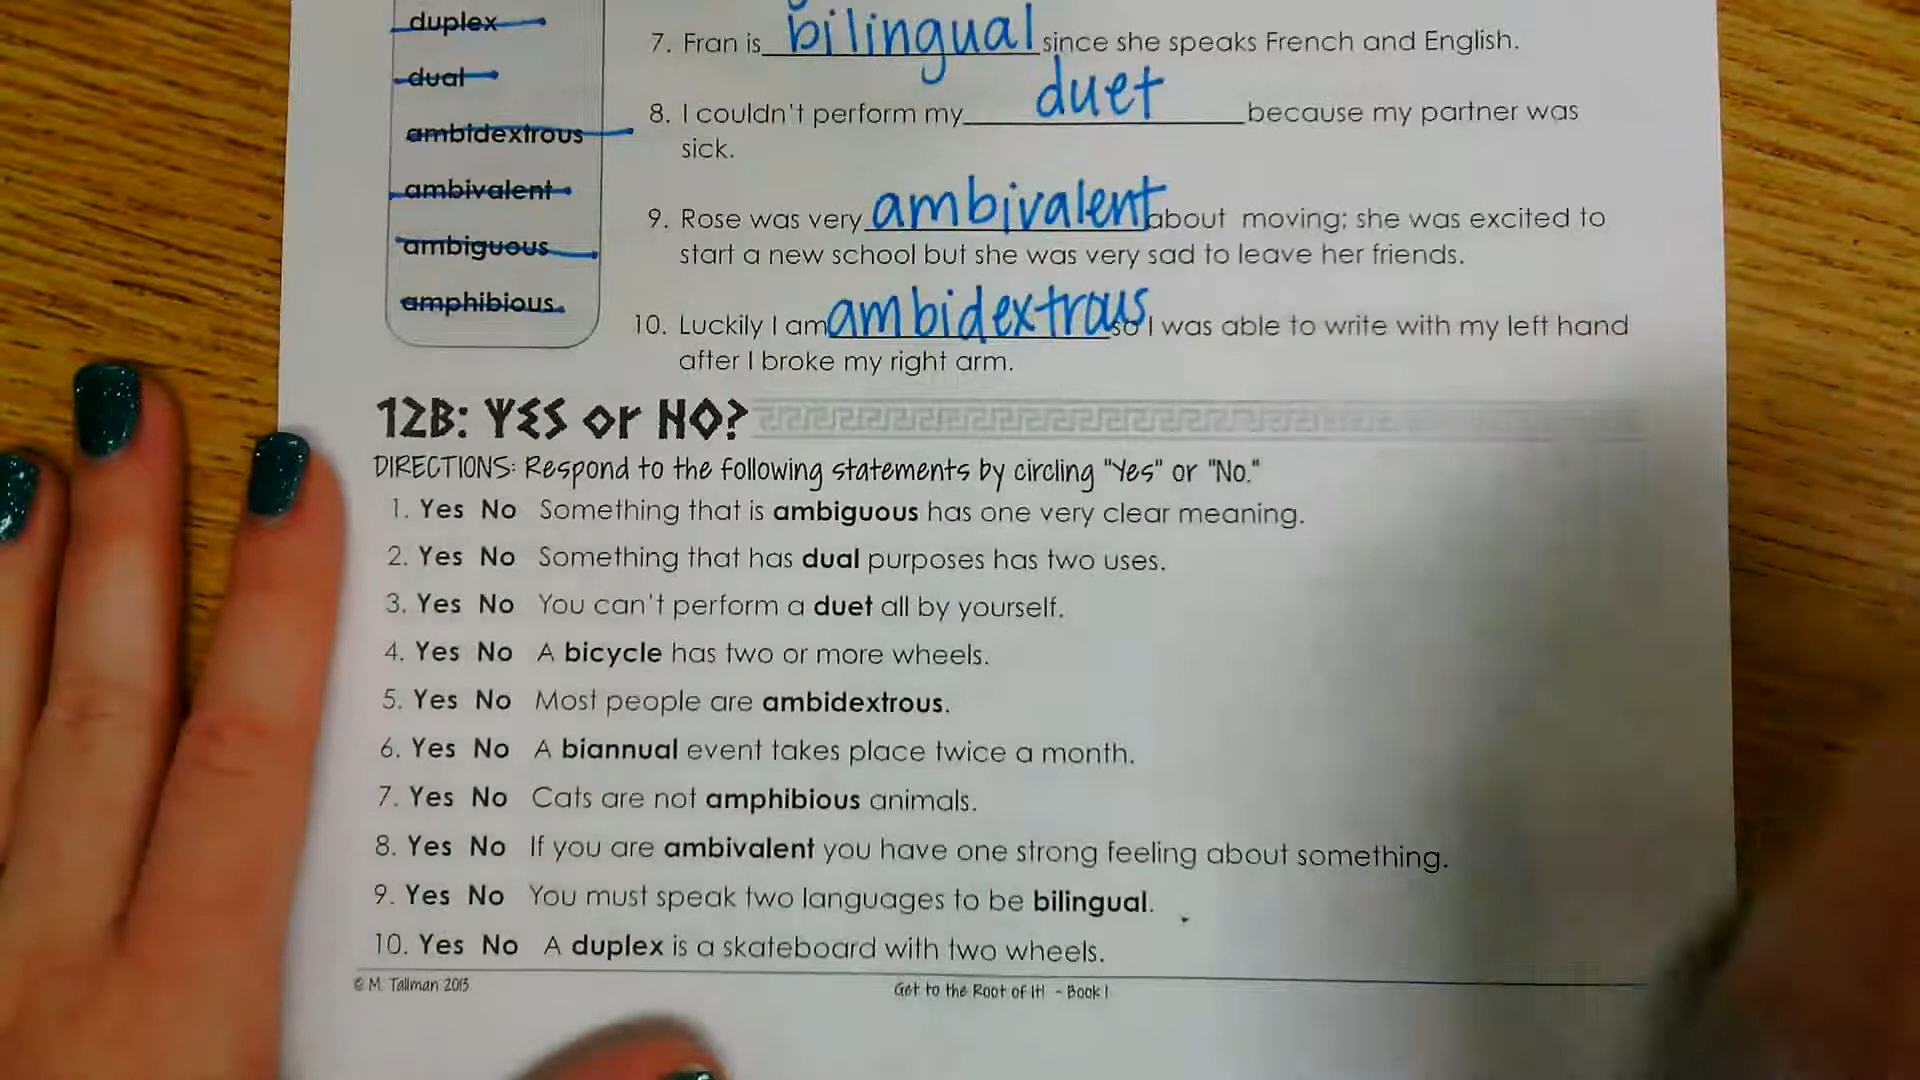 duplex
dual
ambidextrous
ambivalent
ambiguous
amphibious
7. Fran is bilingual since she speaks French and English.
8. I couldn't perform my duet because my partner was
sick.
9. Rose was very ambivalent about moving; she was excited to
start a new school but she was very sad to leave her friends.
10. Luckily I am ambidextrous so I was able to write with my left hand
after I broke my right arm.
12B: YES or NO?
DIRECTIONS: Respond to the following statements by circling "Yes" or "No."
1. Yes No Something that is ambiguous has one very clear meaning.
2. Yes No Something that has dual purposes has two uses.
3. Yes No You can't perform a duet all by yourself.
4. Yes No A bicycle has two or more wheels.
5. Yes No Most people are ambidextrous.
6. Yes No A biannual event takes place twice a month.
7. Yes No Cats are not amphibious animals.
8. Yes No If you are ambivalent you have one strong feeling about something.
9. Yes No You must speak two languages to be bilingual.
10. Yes No A duplex is a skateboard with two wheels.
© M. Tallman 2013
Get to the Root of It! - Book 1